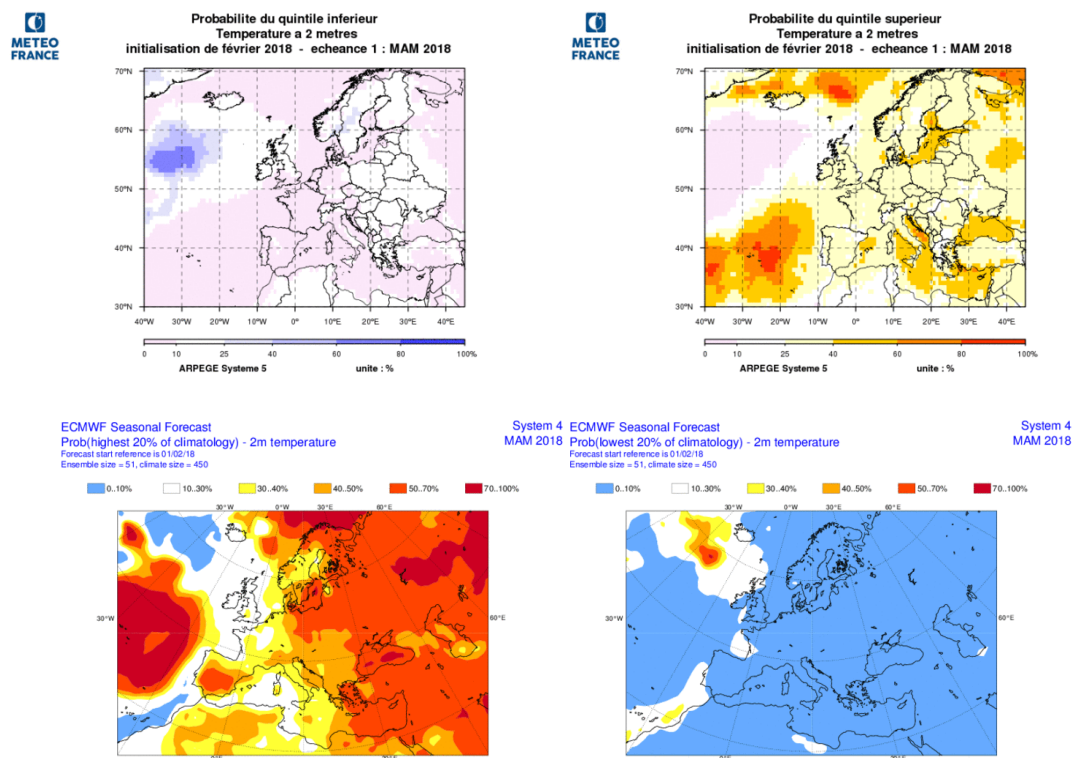 METEO
FRANCE
Probabilite du quintile inferieur
Temperature a 2 metres
initialisation de février 2018 - echeance 1 : MAM 2018
70°N
60°N
50°N
40°N
30°N
40°W 30°W 20°W 10°W 0° 10°E 20°E 30°E 40°E
0 10 25 40 60 80 100%
ARPEGE Systeme 5 unite : %
METEO
FRANCE
Probabilite du quintile superieur
Temperature a 2 metres
initialisation de février 2018 - echeance 1 : MAM 2018
70°N
60°N
50°N
40°N
30°N
40°W 30°W 20°W 10°W 0° 10°E 20°E 30°E 40°E
0 10 25 40 60 80 100%
ARPEGE Systeme 5 unite : %
ECMWF Seasonal Forecast System 4
Prob(highest 20% of climatology) - 2m temperature MAM 2018
Forecast start reference is 01/02/18
Ensemble size = 51, climate size = 450
0..10% 10..30% 30..40% 40..50% 50..70% 70..100%
30°W 0°W 30°E 60°E
30°W
60°E
ECMWF Seasonal Forecast System 4
Prob(lowest 20% of climatology) - 2m temperature MAM 2018
Forecast start reference is 01/02/18
Ensemble size = 51, climate size = 450
0..10% 10..30% 30..40% 40..50% 50..70% 70..100%
30°W 0°W 30°E 60°E
30°W
60°E